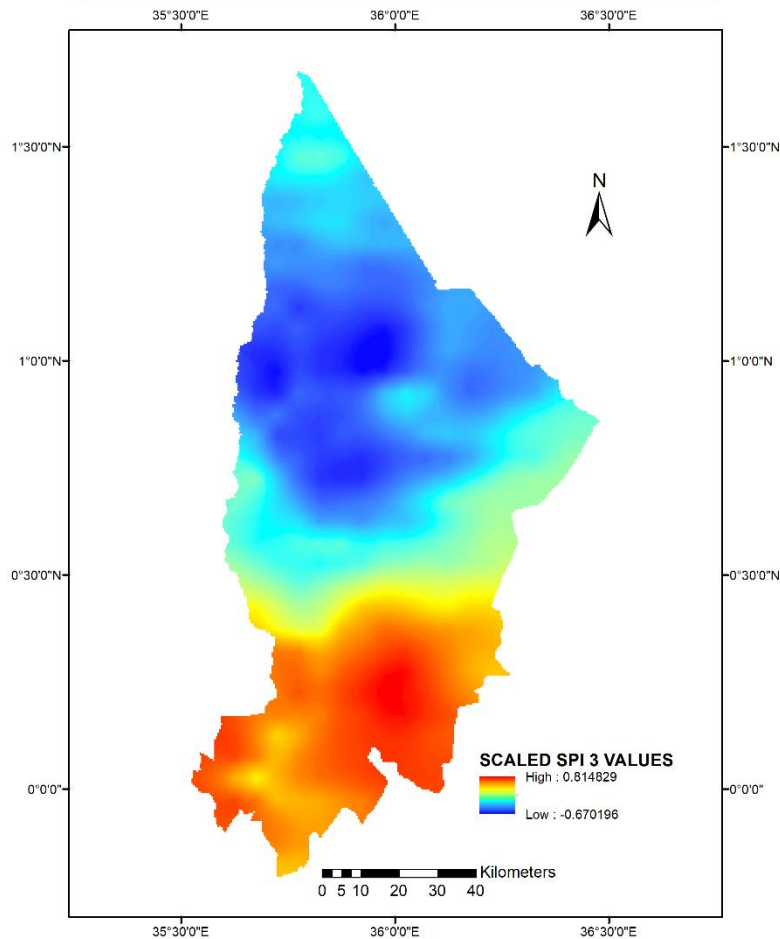 35°30'0"E 36°0'0"E 36°30'0"E
1°30'0"N 1°30'0"N
N
1°0'0"N 1°0'0"N
0°30'0"N 0°30'0"N
SCALED SPI 3 VALUES
High : 0.814829
0°0'0" 0°0'0"
Low : -0.670196
Kilometers
0 5 10 20 30 40
35°30'0"E 36°0'0"E 36°30'0"E